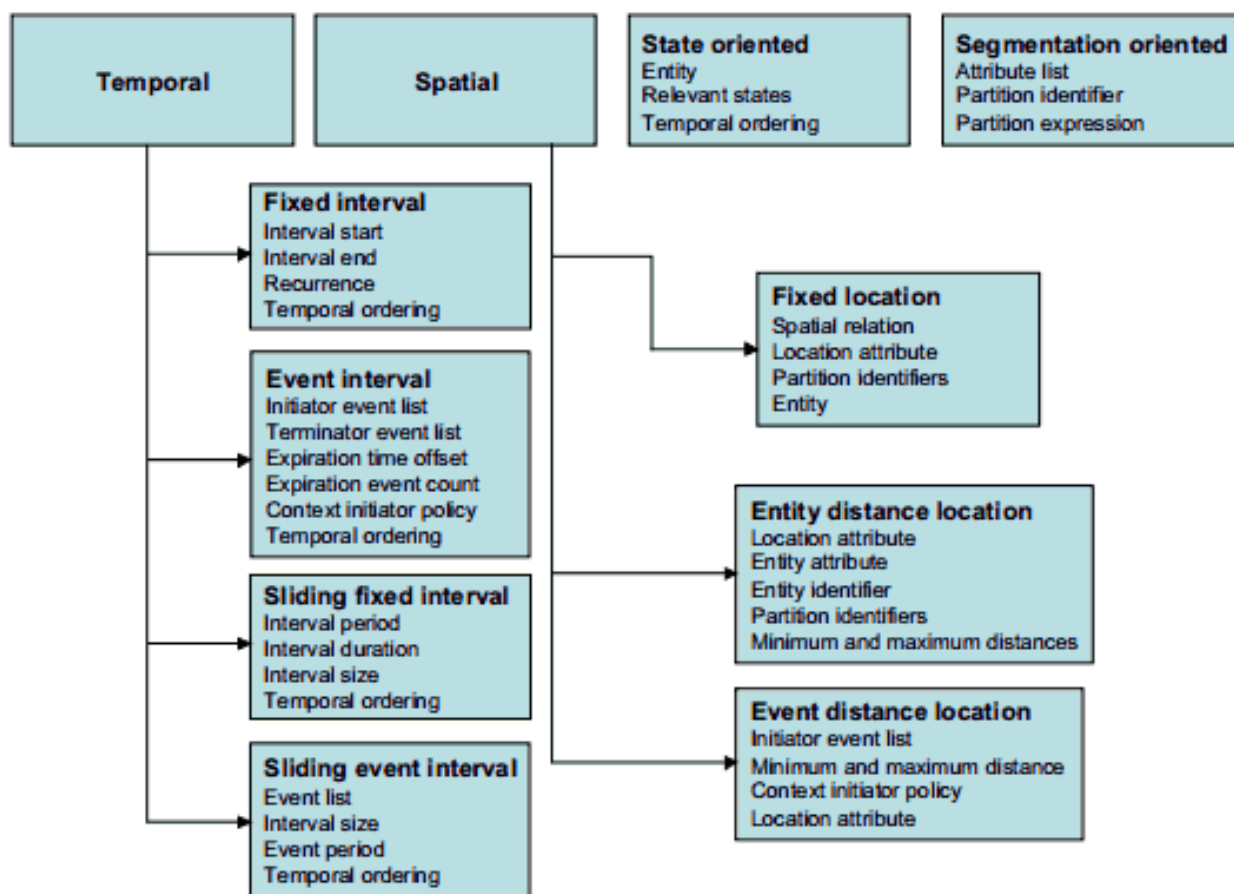 Temporal
Spatial
State oriented
Entity
Relevant states
Temporal ordering
Segmentation oriented
Attribute list
Partition identifier
Partition expression
Fixed interval
Interval start
Interval end
Recurrence
Temporal ordering
Event interval
Initiator event list
Terminator event list
Expiration time offset
Expiration event count
Context initiator policy
Temporal ordering
Sliding fixed interval
Interval period
Interval duration
Interval size
Temporal ordering
Sliding event interval
Event list
Interval size
Event period
Temporal ordering
Fixed location
Spatial relation
Location attribute
Partition identifiers
Entity
Entity distance location
Location attribute
Entity attribute
Entity identifier
Partition identifiers
Minimum and maximum distances
Event distance location
Initiator event list
Minimum and maximum distance
Context initiator policy
Location attribute